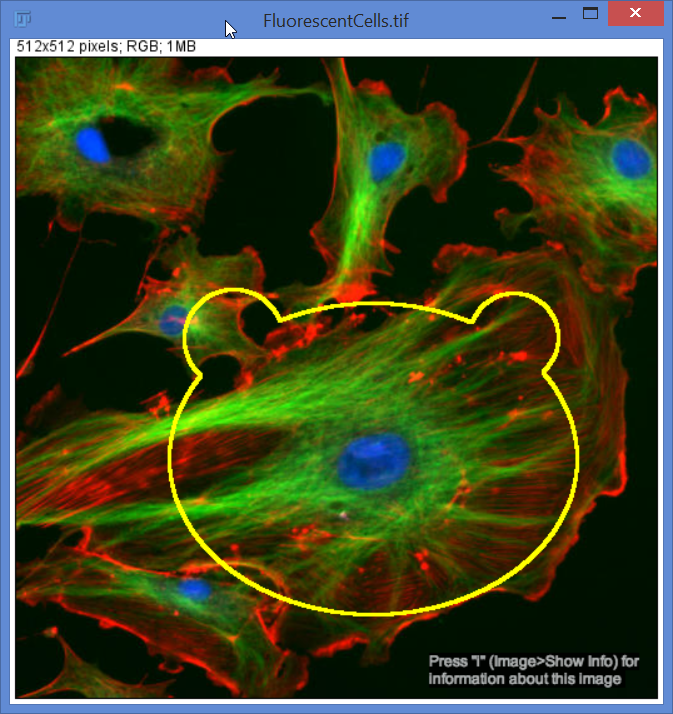 FluorescentCells.tif
512x512 pixels; RGB; 1MB
Press "I" (Image>Show Info) for
information about this image